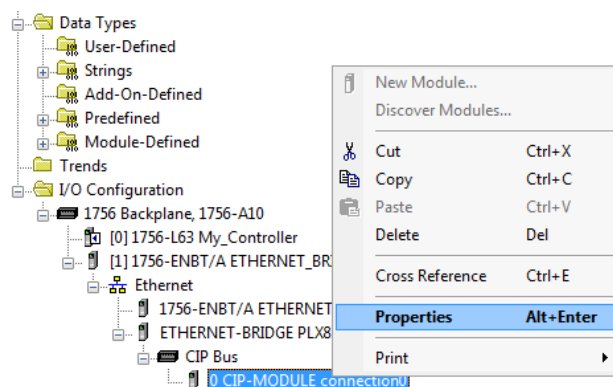 Data Types
User-Defined
Strings
Add-On-Defined
Predefined
Module-Defined
Trends
I/O Configuration
1756 Backplane, 1756-A10
[0] 1756-L63 My_Controller
[1] 1756-ENBT/A ETHERNET_BR
Ethernet
1756-ENBT/A ETHERNET
ETHERNET-BRIDGE PLX8
CIP Bus
0 CIP-MODULE connection0
New Module...
Discover Modules...
Cut Ctrl+X
Copy Ctrl+C
Paste Ctrl+V
Delete Del
Cross Reference Ctrl+E
Properties Alt+Enter
Print